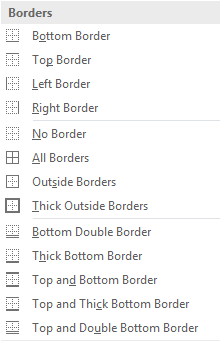 Borders
Bottom Border
Top Border
Left Border
Right Border
No Border
All Borders
Outside Borders
Thick Outside Borders
Bottom Double Border
Thick Bottom Border
Top and Bottom Border
Top and Thick Bottom Border
Top and Double Bottom Border